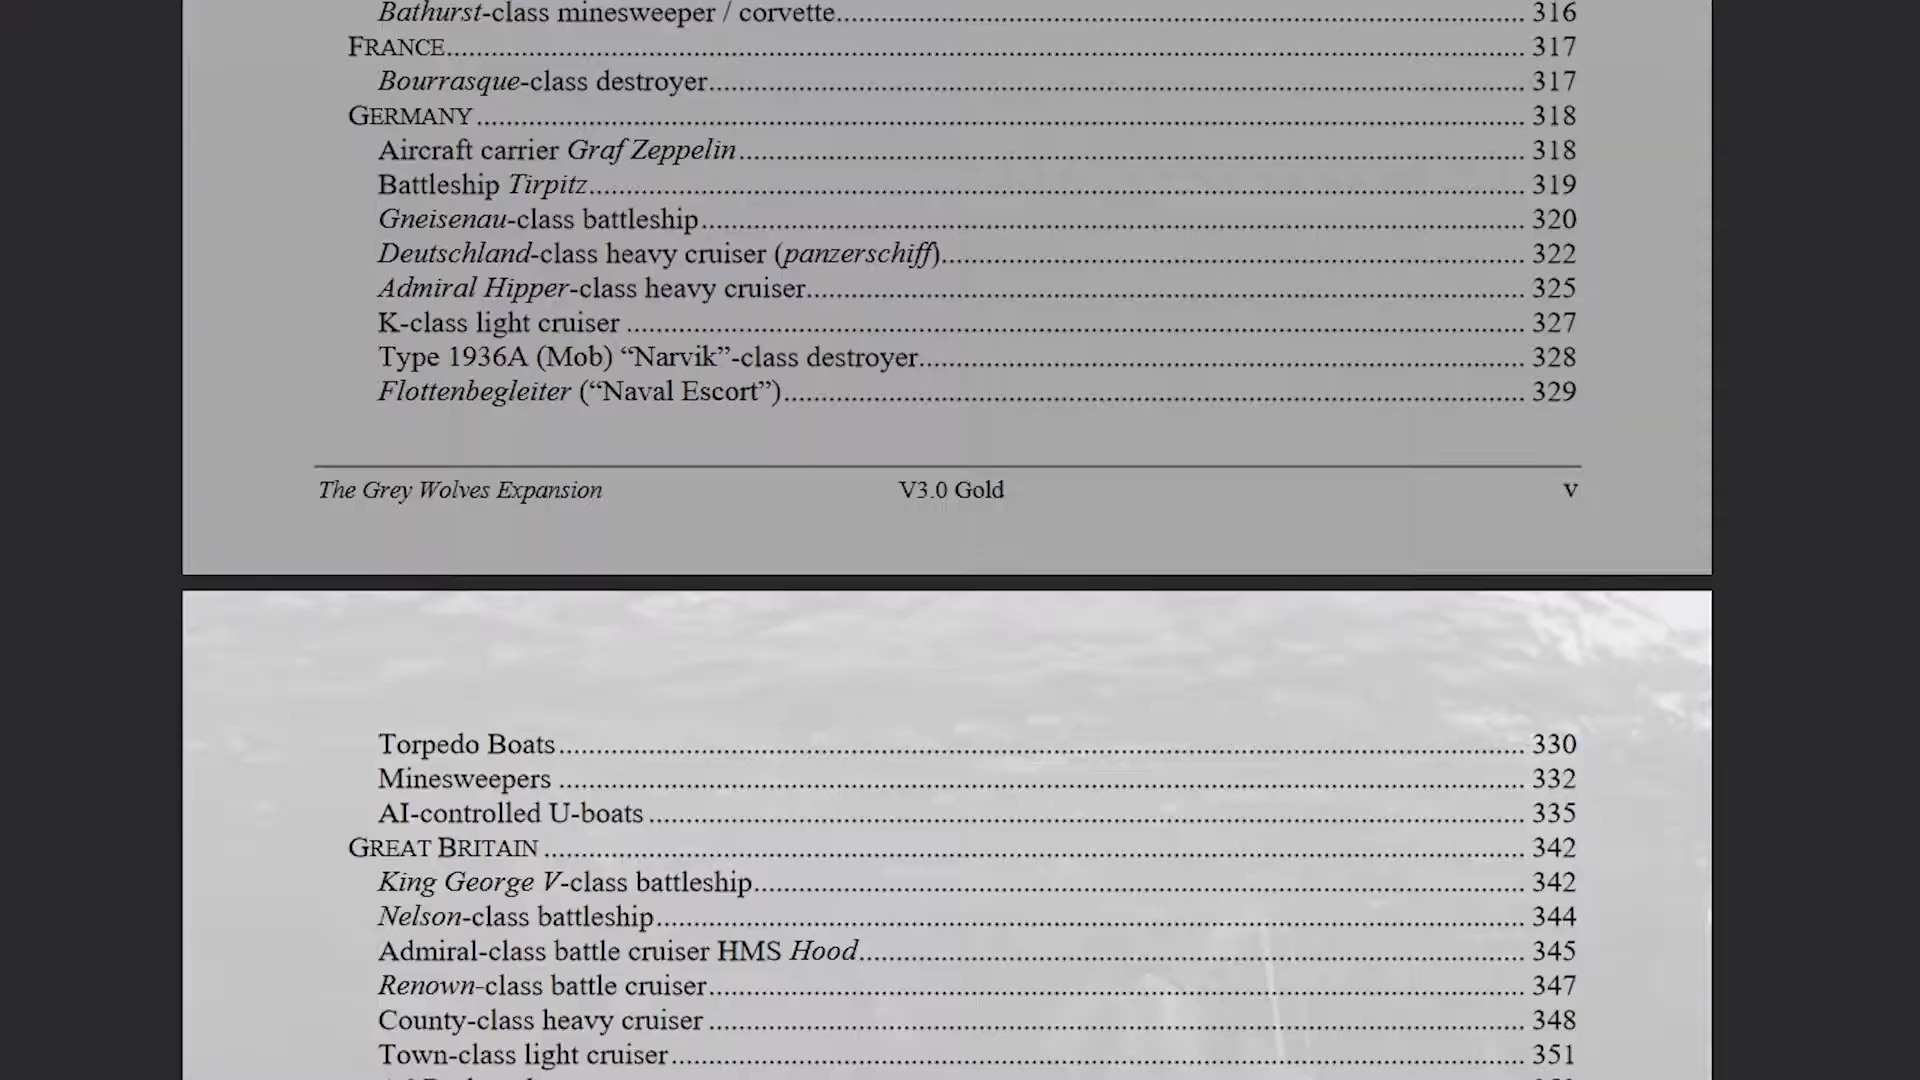 Bathurst-class minesweeper / corvette........ 316
FRANCE........ 317
Bourrasque-class destroyer........ 317
GERMANY........ 318
Aircraft carrier Graf Zeppelin........ 318
Battleship Tirpitz........ 319
Gneisenau-class battleship........ 320
Deutschland-class heavy cruiser (panzerschiff)........ 322
Admiral Hipper-class heavy cruiser........ 325
K-class light cruiser........ 327
Type 1936A (Mob) “Narvik”-class destroyer........ 328
Flottenbegleiter (“Naval Escort”)........ 329
The Grey Wolves Expansion V3.0 Gold v
Torpedo Boats........ 330
Minesweepers........ 332
AI-controlled U-boats........ 335
GREAT BRITAIN........ 342
King George V-class battleship........ 342
Nelson-class battleship........ 344
Admiral-class battle cruiser HMS Hood........ 345
Renown-class battle cruiser........ 347
County-class heavy cruiser........ 348
Town-class light cruiser........ 351